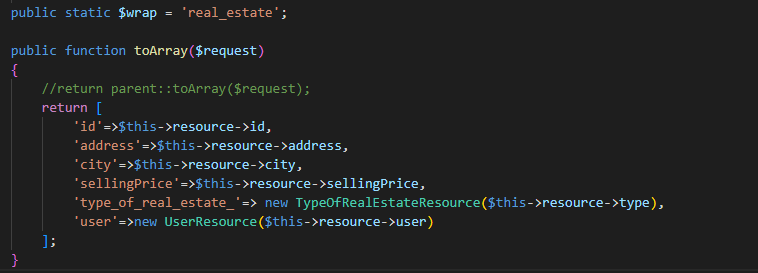 public static $wrap = 'real_estate';
public function toArray($request)
{
//return parent::toArray($request);
return [
'id'=>$this->resource->id,
'address'=>$this->resource->address,
'city'=>$this->resource->city,
'sellingPrice'=>$this->resource->sellingPrice,
'type_of_real_estate_'=> new TypeOfRealEstateResource($this->resource->type),
'user'=>new UserResource($this->resource->user)
];
}